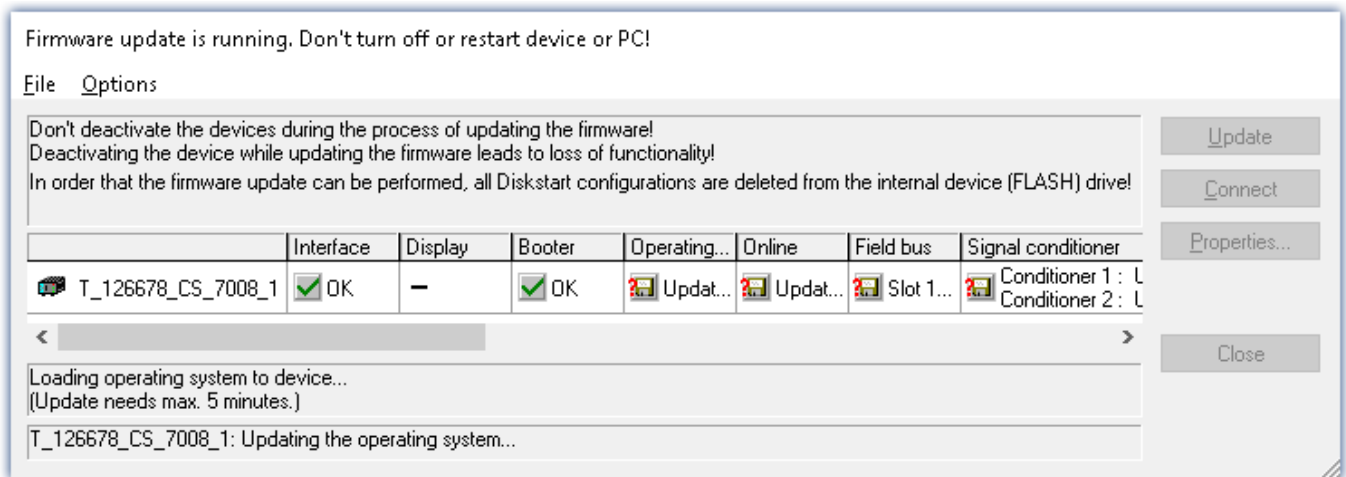 Firmware update is running. Don't turn off or restart device or PC!
File Options
Don't deactivate the devices during the process of updating the firmware!
Deactivating the device while updating the firmware leads to loss of functionality!
In order that the firmware update can be performed, all Diskstart configurations are deleted from the internal device (FLASH) drive!
Update
Connect
Properties...
Close
Interface Display Booter Operating... Online Field bus Signal conditioner
T_126678_CS_7008_1 OK – OK Updat... Updat... Slot 1... Conditioner 1 : U
Conditioner 2 : U
Loading operating system to device...
(Update needs max. 5 minutes.)
T_126678_CS_7008_1: Updating the operating system...